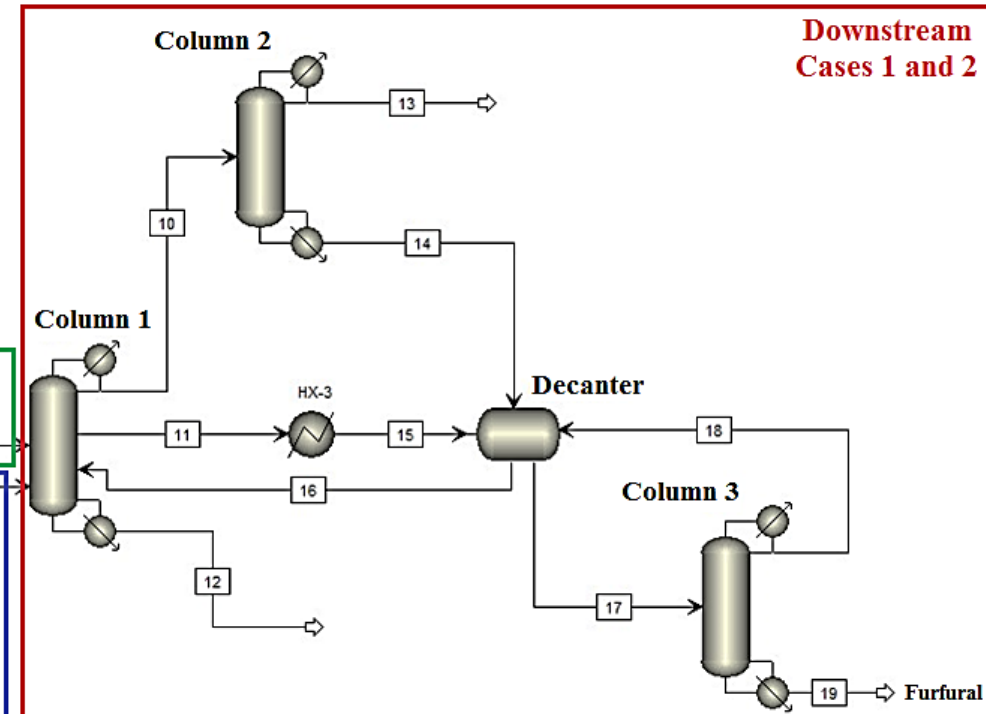 Downstream
Cases 1 and 2
Column 2
13
10
14
Column 1
HX-3
Decanter
11
15
18
16
Column 3
12
17
19
Furfural